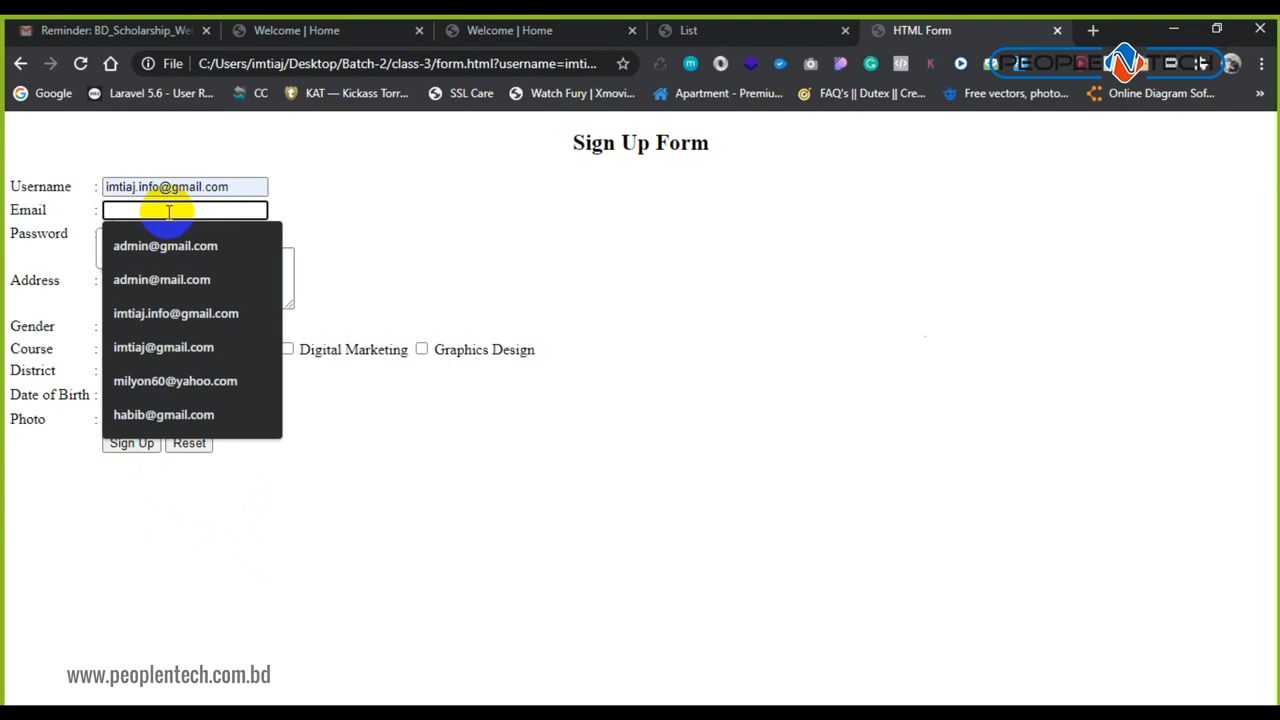 Reminder: BD_Scholarship_We
Welcome | Home
Welcome | Home
List
HTML Form
File
C:/Users/imtiaj/Desktop/Batch-2/class-3/form.html?username=imti...
PEOPLE N TECH
Google
Laravel 5.6 - User R...
CC
KAT — Kickass Torr...
SSL Care
Watch Fury | Xmovi...
Apartment - Premiu...
FAQ's || Dutex || Cre...
Free vectors, photo...
Online Diagram Sof...
Sign Up Form
Username : imtiaj.info@gmail.com
Email :
Password
admin@gmail.com
Address :
admin@mail.com
imtiaj.info@gmail.com
Gender :
Course :
imtiaj@gmail.com
Digital Marketing
Graphics Design
District :
milyon60@yahoo.com
Date of Birth :
Photo :
habib@gmail.com
Sign Up
Reset
www.peoplentech.com.bd